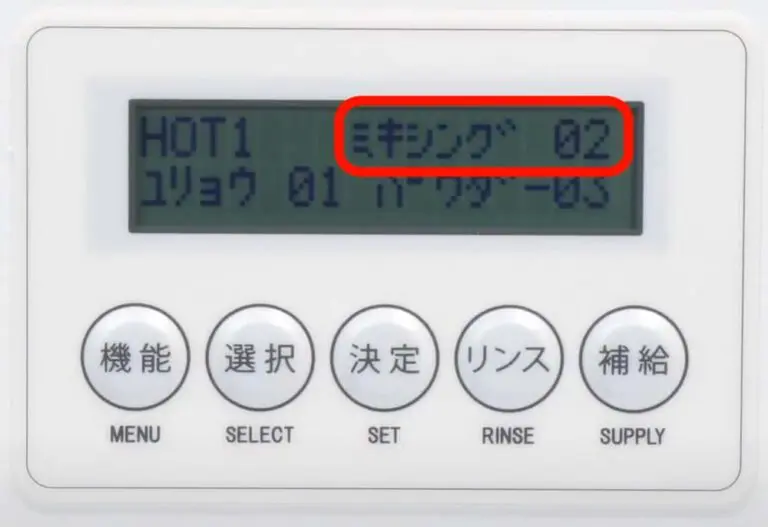 HOT1 ミキシング 02
ユリョウ 01 パウダー03
機能 選択 決定 リンス 補給
MENU SELECT SET RINSE SUPPLY